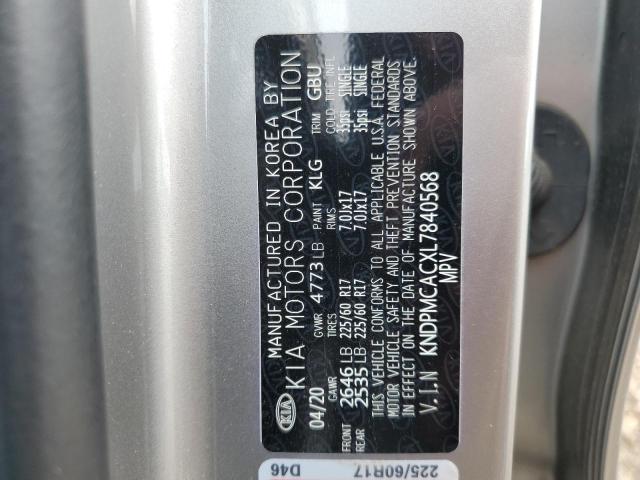 MANUFACTURED IN KOREA BY
KIA KIA MOTORS CORPORATION
04/20 GVWR 4773 LB PAINT KLG TRIM GBU
GAWR TIRES RIMS COLD TIRE INFL
FRONT 2646 LB 225/60 R17 7.0JX17 35psi SINGLE
REAR 2535 LB 225/60 R17 7.0JX17 35psi SINGLE
THIS VEHICLE CONFORMS TO ALL APPLICABLE U.S.A. FEDERAL
MOTOR VEHICLE SAFETY AND THEFT PREVENTION STANDARDS
IN EFFECT ON THE DATE OF MANUFACTURE SHOWN ABOVE.
V.I.N KNDPMCACXL7840568
MPV
D46
225/60R17